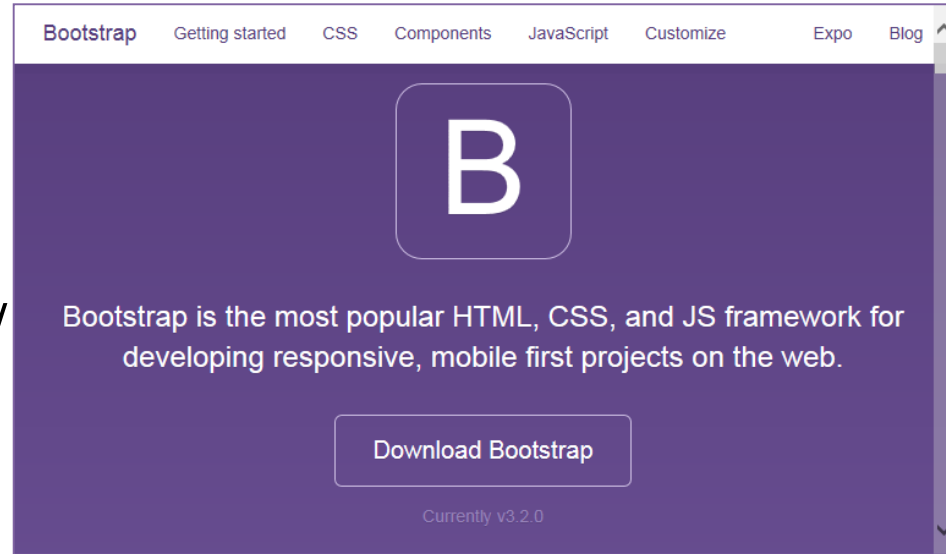 Bootstrap Getting started CSS Components JavaScript Customize Expo Blog
B
Bootstrap is the most popular HTML, CSS, and JS framework for
developing responsive, mobile first projects on the web.
Download Bootstrap
Currently v3.2.0